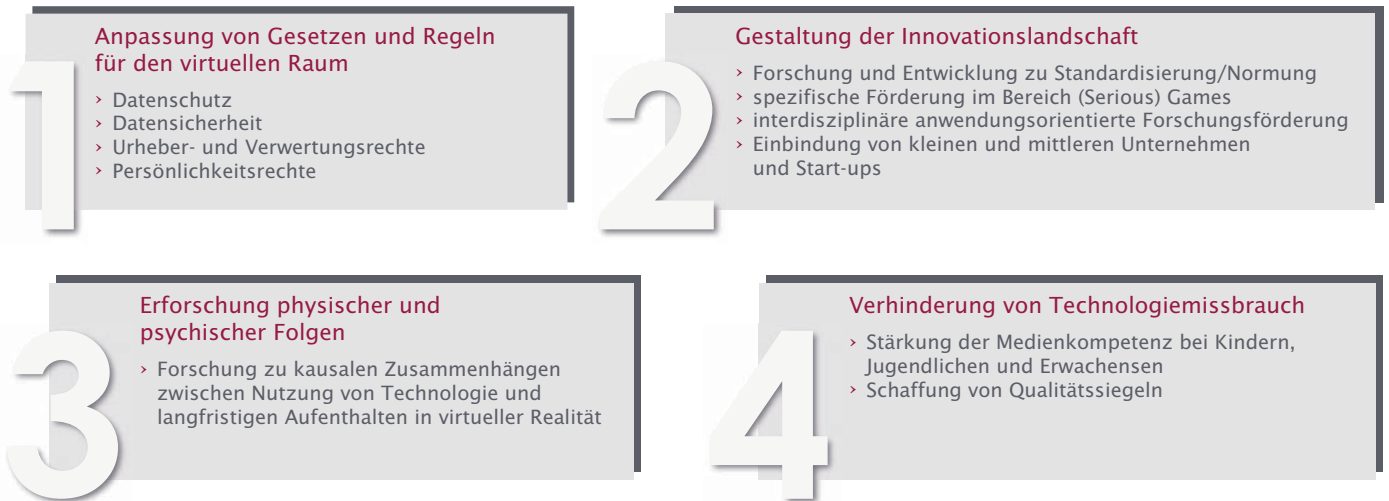 1
Anpassung von Gesetzen und Regeln
für den virtuellen Raum
› Datenschutz
› Datensicherheit
› Urheber- und Verwertungsrechte
› Persönlichkeitsrechte
2
Gestaltung der Innovationslandschaft
› Forschung und Entwicklung zu Standardisierung/Normung
› spezifische Förderung im Bereich (Serious) Games
› interdisziplinäre anwendungsorientierte Forschungsförderung
› Einbindung von kleinen und mittleren Unternehmen
und Start-ups
3
Erforschung physischer und
psychischer Folgen
› Forschung zu kausalen Zusammenhängen
zwischen Nutzung von Technologie und
langfristigen Aufenthalten in virtueller Realität
4
Verhinderung von Technologiemissbrauch
› Stärkung der Medienkompetenz bei Kindern,
Jugendlichen und Erwachensen
› Schaffung von Qualitätssiegeln